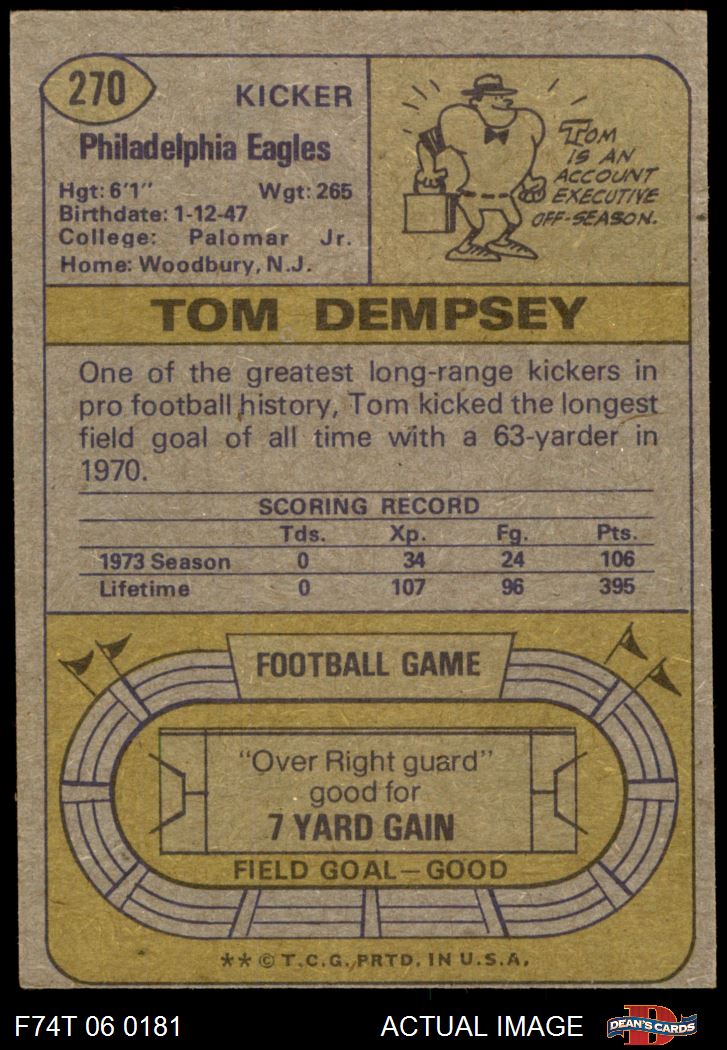 270
KICKER
Philadelphia Eagles
Hgt: 6'1" Wgt: 265
Birthdate: 1-12-47
College: Palomar Jr.
Home: Woodbury, N.J.
TOM
IS AN
ACCOUNT
EXECUTIVE
OFF-SEASON.
TOM DEMPSEY
One of the greatest long-range kickers in
pro football history, Tom kicked the longest
field goal of all time with a 63-yarder in
1970.
SCORING RECORD
Tds. Xp. Fg. Pts.
1973 Season 0 34 24 106
Lifetime 0 107 96 395
FOOTBALL GAME
"Over Right guard"
good for
7 YARD GAIN
FIELD GOAL—GOOD
** © T.C.G. PRTD. IN U.S.A.
F74T 06 0181 ACTUAL IMAGE
D
DEAN'S CARDS